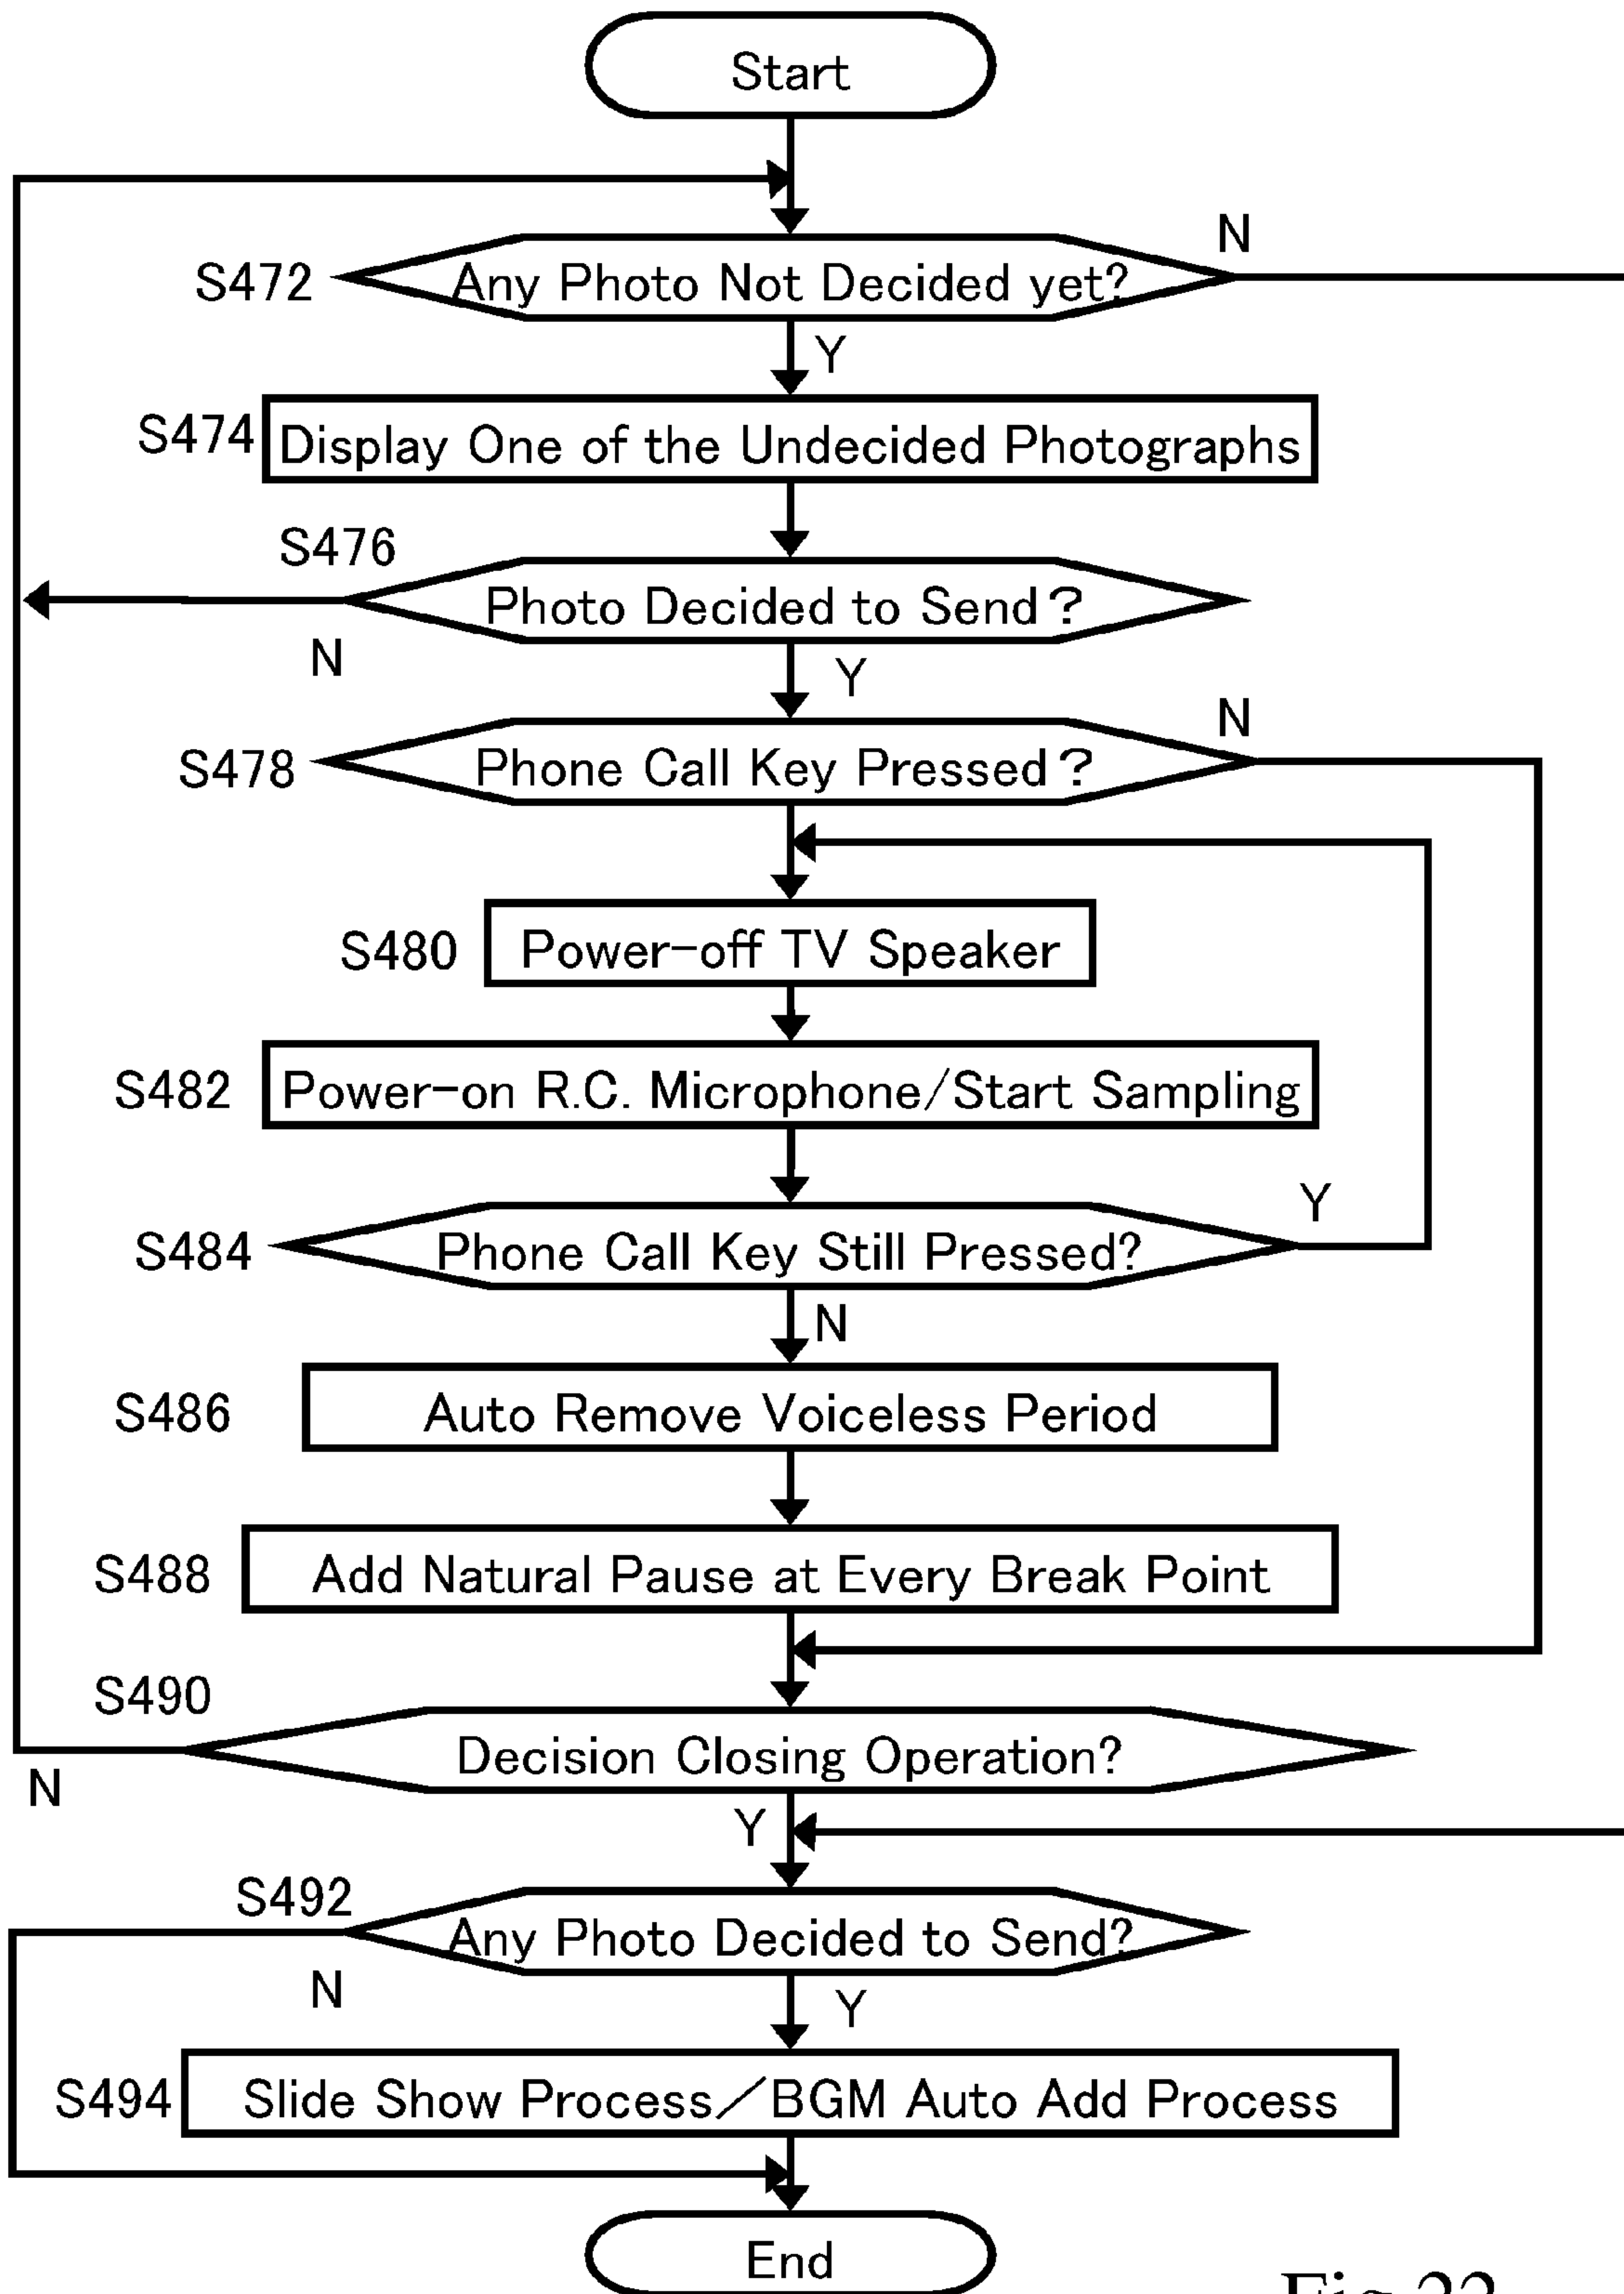 Start
N
S472 Any Photo Not Decided yet?
Y
S474 Display One of the Undecided Photographs
S476
Photo Decided to Send?
N
Y
N
S478 Phone Call Key Pressed?
S480 Power-off TV Speaker
S482 Power-on R.C. Microphone/Start Sampling
Y
S484 Phone Call Key Still Pressed?
N
S486 Auto Remove Voiceless Period
S488 Add Natural Pause at Every Break Point
S490
Decision Closing Operation?
N
Y
S492
Any Photo Decided to Send?
N
Y
S494 Slide Show Process/BGM Auto Add Process
End